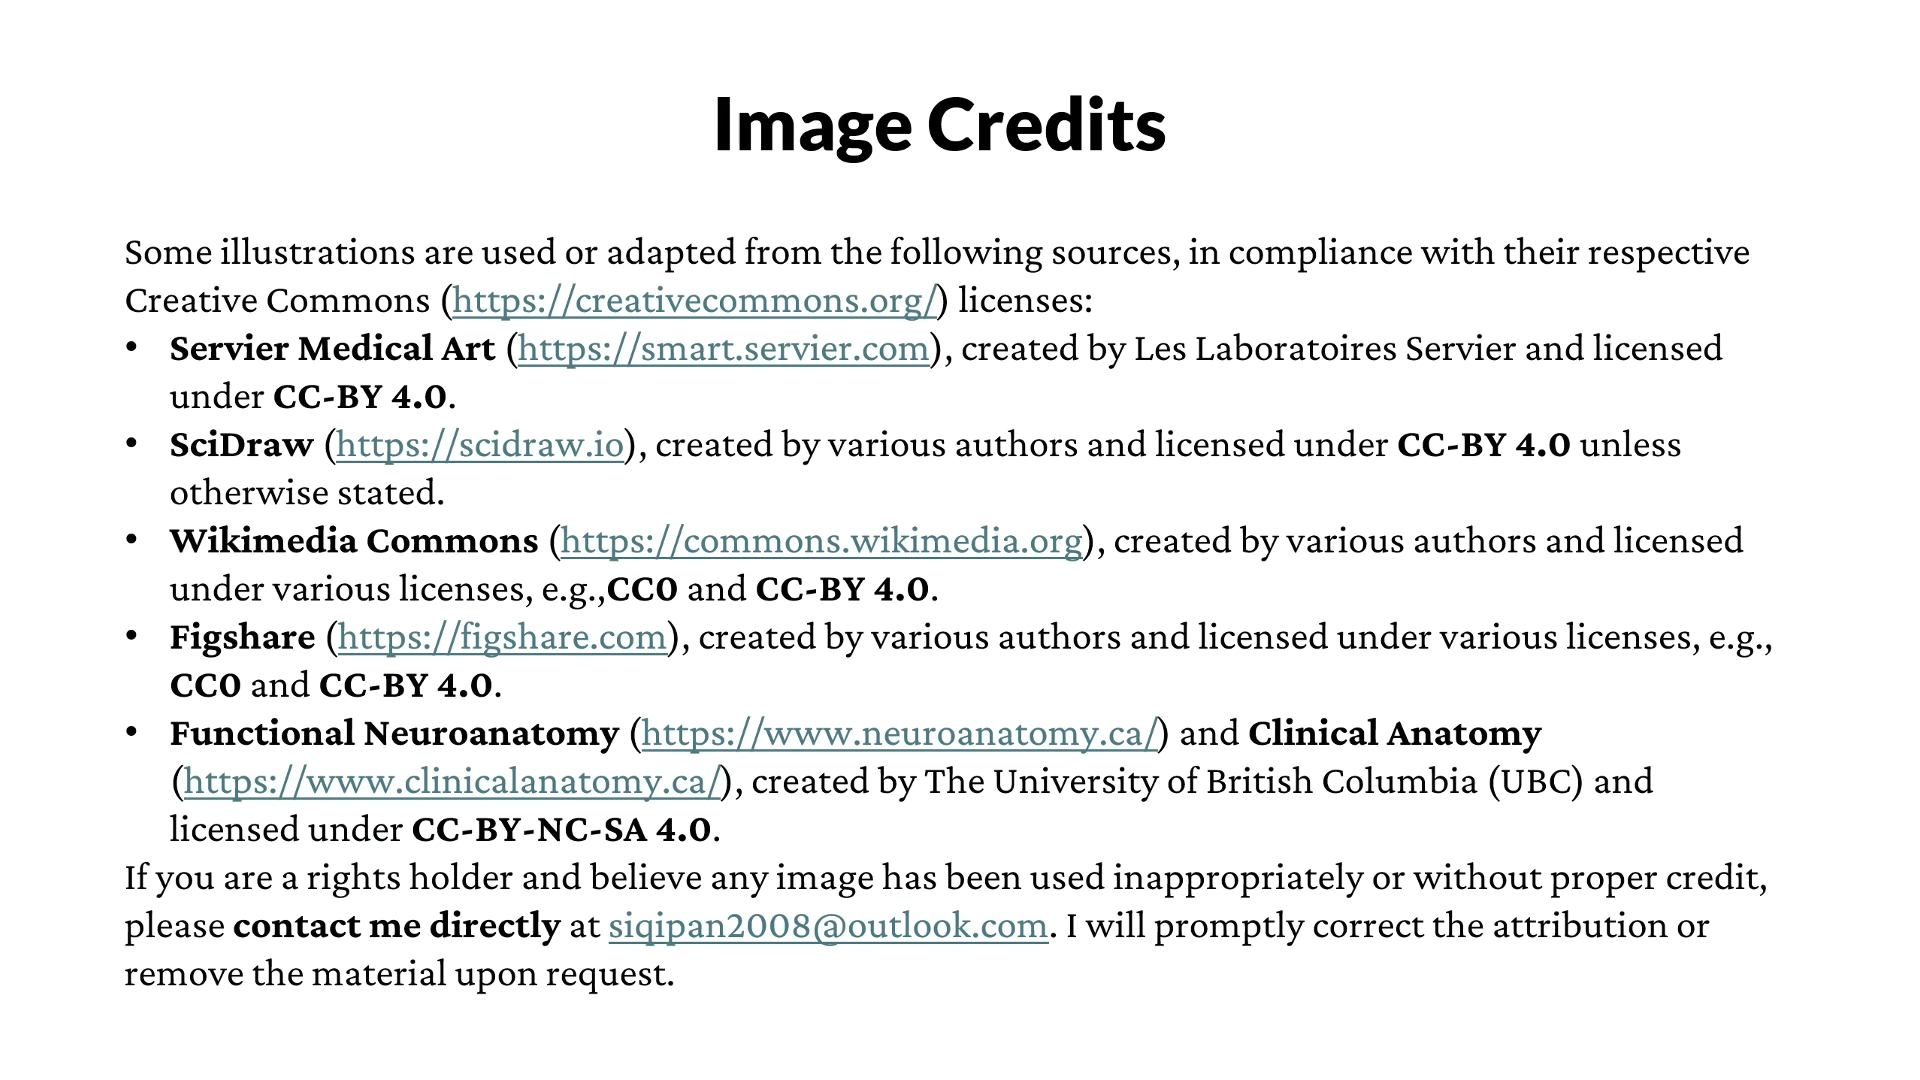 Image Credits
Some illustrations are used or adapted from the following sources, in compliance with their respective
Creative Commons (https://creativecommons.org/) licenses:
• Servier Medical Art (https://smart.servier.com), created by Les Laboratoires Servier and licensed
under CC-BY 4.0.
• SciDraw (https://scidraw.io), created by various authors and licensed under CC-BY 4.0 unless
otherwise stated.
• Wikimedia Commons (https://commons.wikimedia.org), created by various authors and licensed
under various licenses, e.g.,CC0 and CC-BY 4.0.
• Figshare (https://figshare.com), created by various authors and licensed under various licenses, e.g.,
CC0 and CC-BY 4.0.
• Functional Neuroanatomy (https://www.neuroanatomy.ca/) and Clinical Anatomy
(https://www.clinicalanatomy.ca/), created by The University of British Columbia (UBC) and
licensed under CC-BY-NC-SA 4.0.
If you are a rights holder and believe any image has been used inappropriately or without proper credit,
please contact me directly at siqipan2008@outlook.com. I will promptly correct the attribution or
remove the material upon request.